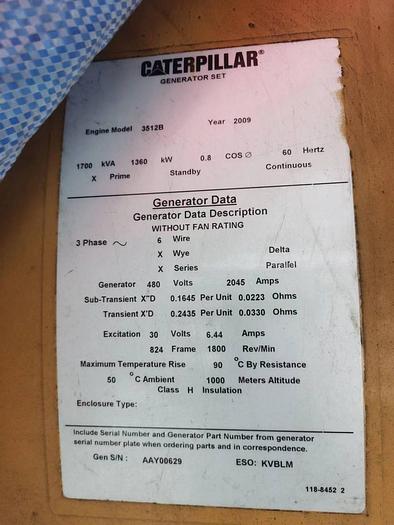 CATERPILLAR®
GENERATOR SET
Engine Model 3512B Year 2009
1700 kVA 1360 kW 0.8 COS ∅ 60 Hertz
X Prime Standby Continuous
Generator Data
Generator Data Description
WITHOUT FAN RATING
3 Phase ~ 6 Wire
X Wye Delta
X Series Parallel
Generator 480 Volts 2045 Amps
Sub-Transient X"D 0.1645 Per Unit 0.0223 Ohms
Transient X'D 0.2435 Per Unit 0.0330 Ohms
Excitation 30 Volts 6.44 Amps
824 Frame 1800 Rev/Min
Maximum Temperature Rise 90 °C By Resistance
50 °C Ambient 1000 Meters Altitude
Class H Insulation
Enclosure Type:
Include Serial Number and Generator Part Number from generator
serial number plate when ordering parts and in correspondence.
Gen S/N : AAY00629 ESO: KVBLM
118-8452 2